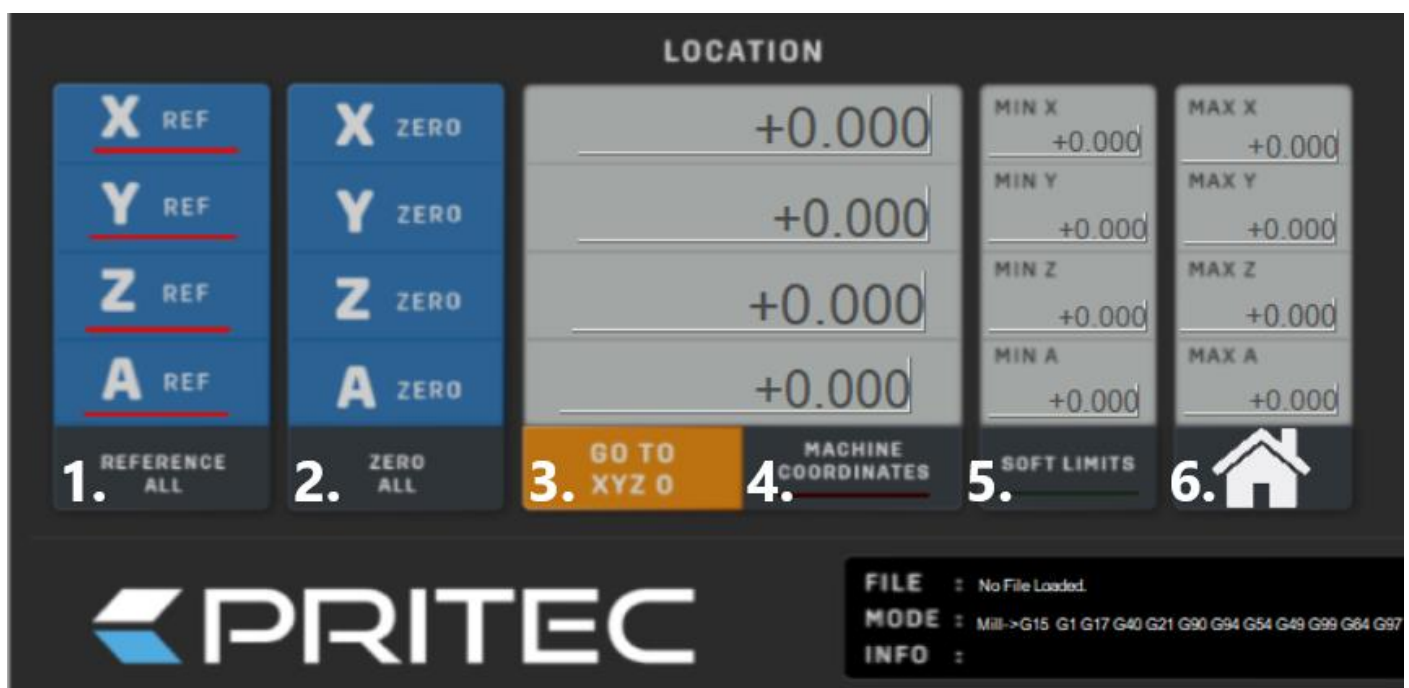 LOCATION
X REF X ZERO +0.000 MIN X +0.000 MAX X +0.000
Y REF Y ZERO +0.000 MIN Y +0.000 MAX Y +0.000
Z REF Z ZERO +0.000 MIN Z +0.000 MAX Z +0.000
A REF A ZERO +0.000 MIN A +0.000 MAX A +0.000
1. REFERENCE ALL
2. ZERO ALL
3. GO TO XYZ 0
4. MACHINE COORDINATES
5. SOFT LIMITS
6.
PRITEC
FILE : No File Loaded.
MODE : Mill->G15 G1 G17 G40 G21 G90 G94 G54 G49 G99 G64 G97
INFO :